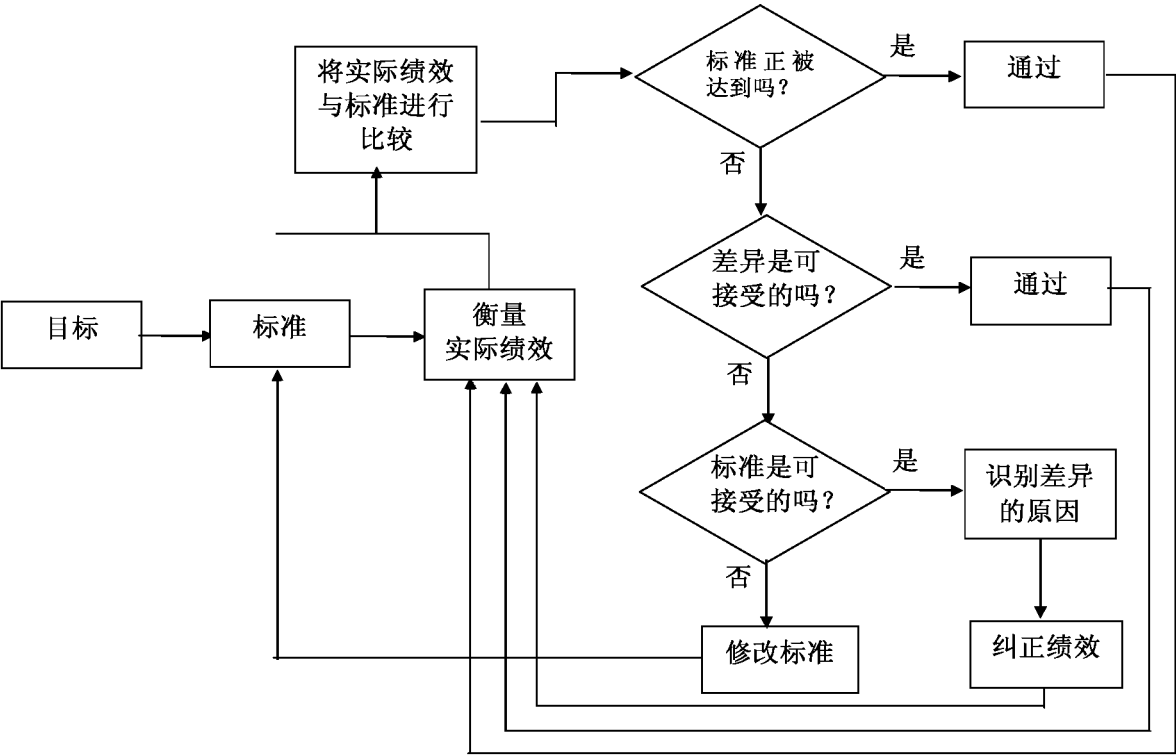 将实际绩效
与标准进行
比较
标 准 正 被
达到吗？
是
通过
否
差异是可
接受的吗？
是
通过
目标
标准
衡量
实际绩效
否
标准是可
接受的吗？
是
识别差异
的原因
否
修改标准
纠正绩效